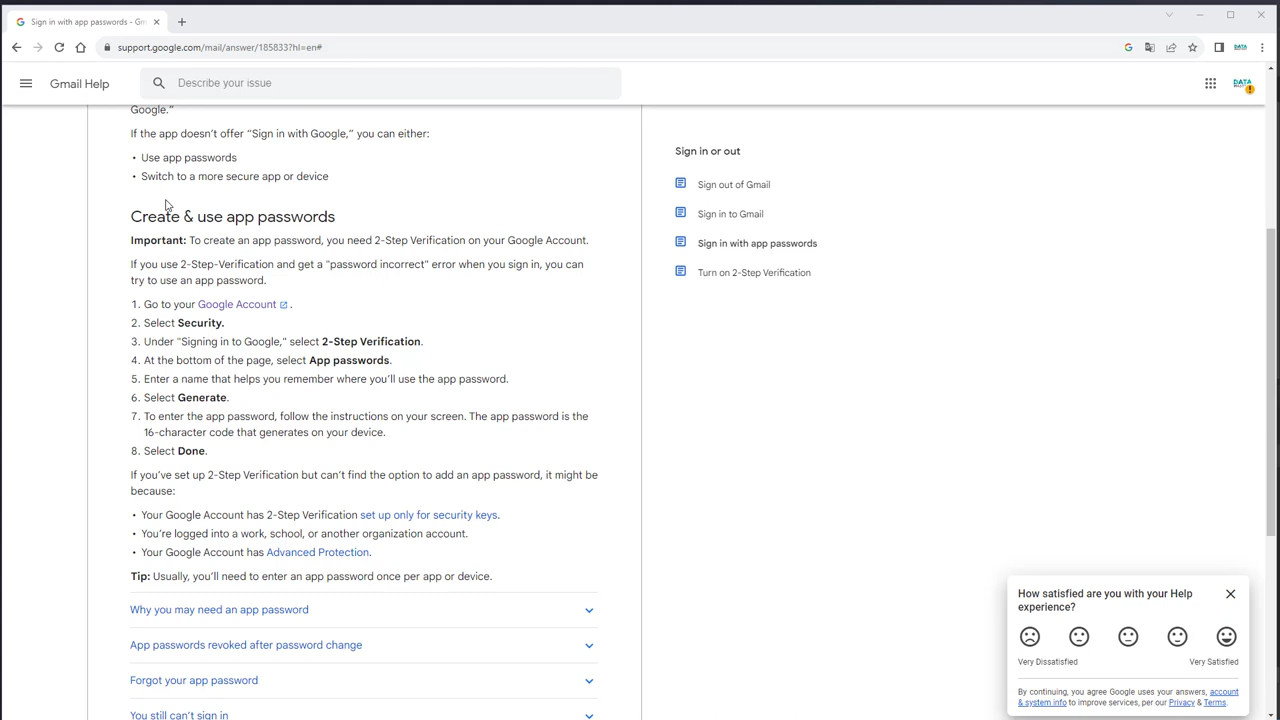 Sign in with app passwords - Gm
support.google.com/mail/answer/185833?hl=en#
DATA
Gmail Help
Describe your issue
DATA
Google.”
If the app doesn’t offer “Sign in with Google,” you can either:
• Use app passwords
• Switch to a more secure app or device
Create & use app passwords
Important: To create an app password, you need 2-Step Verification on your Google Account.
If you use 2-Step-Verification and get a "password incorrect" error when you sign in, you can
try to use an app password.
1. Go to your Google Account .
2. Select Security.
3. Under "Signing in to Google," select 2-Step Verification.
4. At the bottom of the page, select App passwords.
5. Enter a name that helps you remember where you’ll use the app password.
6. Select Generate.
7. To enter the app password, follow the instructions on your screen. The app password is the
16-character code that generates on your device.
8. Select Done.
If you’ve set up 2-Step Verification but can’t find the option to add an app password, it might be
because:
• Your Google Account has 2-Step Verification set up only for security keys.
• You’re logged into a work, school, or another organization account.
• Your Google Account has Advanced Protection.
Tip: Usually, you’ll need to enter an app password once per app or device.
Why you may need an app password
App passwords revoked after password change
Forgot your app password
You still can’t sign in
Sign in or out
Sign out of Gmail
Sign in to Gmail
Sign in with app passwords
Turn on 2-Step Verification
How satisfied are you with your Help
experience?
Very Dissatisfied
Very Satisfied
By continuing, you agree Google uses your answers, account
& system info to improve services, per our Privacy & Terms.